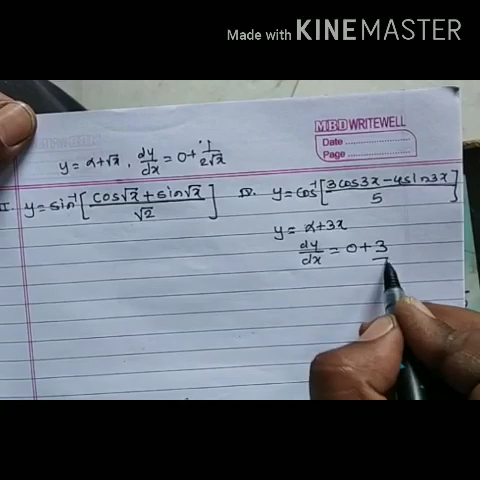 Made with KINEMASTER
MBD WRITEWELL
Date
Page
y = α+√x, dy/dx = 0+ 1/2√x
II. y = sin⁻¹[cos√x + sin√x / √2]
IV. y = cos⁻¹[3cos3x − 4sin3x / 5]
y = α+3x
dy/dx = 0+3